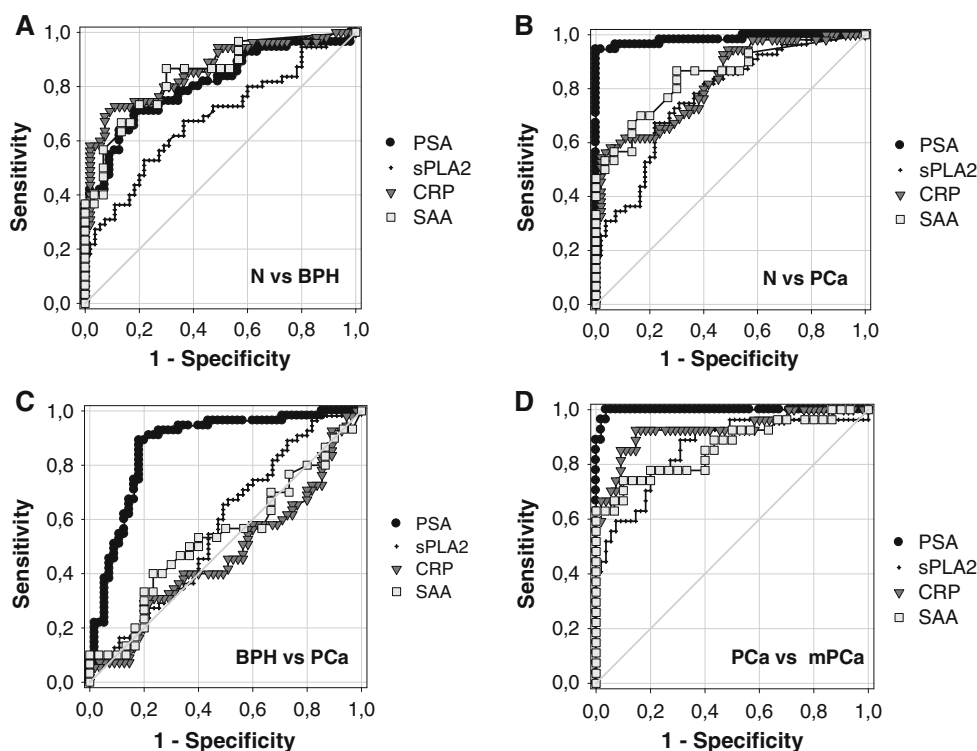 A
Sensitivity
1,0
0,8
0,6
0,4
0,2
0,0
N vs BPH
0,0 0,2 0,4 0,6 0,8 1,0
1 - Specificity
PSA
sPLA2
CRP
SAA
B
Sensitivity
1,0
0,8
0,6
0,4
0,2
0,0
N vs PCa
0,0 0,2 0,4 0,6 0,8 1,0
1 - Specificity
PSA
sPLA2
CRP
SAA
C
Sensitivity
1,0
0,8
0,6
0,4
0,2
0,0
BPH vs PCa
0,0 0,2 0,4 0,6 0,8 1,0
1 - Specificity
PSA
sPLA2
CRP
SAA
D
Sensitivity
1,0
0,8
0,6
0,4
0,2
0,0
PCa vs mPCa
0,0 0,2 0,4 0,6 0,8 1,0
1 - Specificity
PSA
sPLA2
CRP
SAA